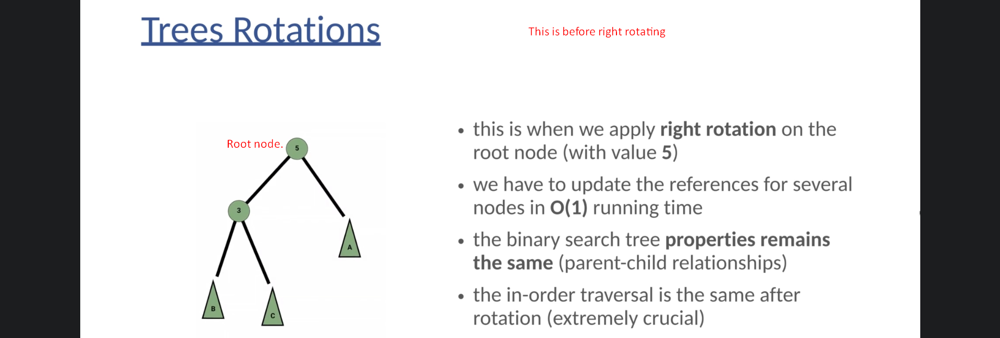 Trees Rotations
This is before right rotating
Root node.
5
3
A
B
C
• this is when we apply right rotation on the
root node (with value 5)
• we have to update the references for several
nodes in O(1) running time
• the binary search tree properties remains
the same (parent-child relationships)
• the in-order traversal is the same after
rotation (extremely crucial)